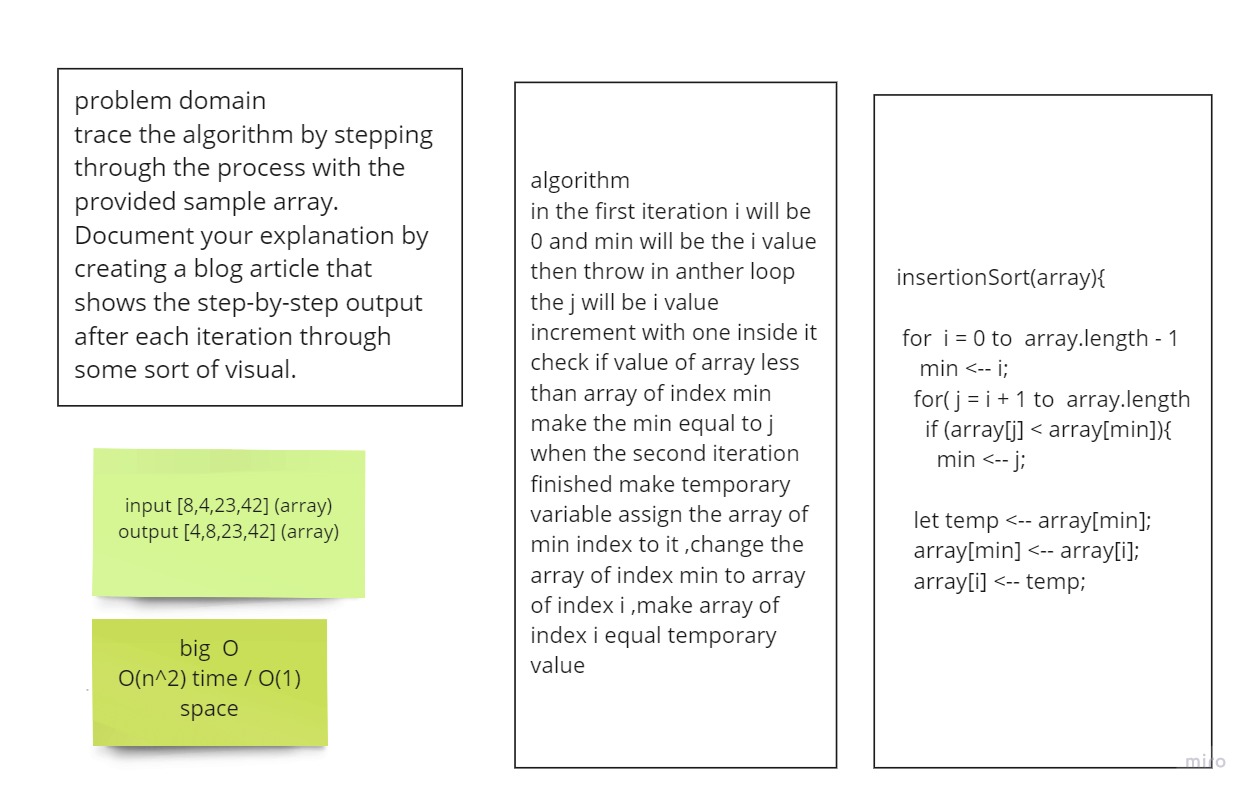 problem domain
trace the algorithm by stepping
through the process with the
provided sample array.
Document your explanation by
creating a blog article that
shows the step-by-step output
after each iteration through
some sort of visual.
input [8,4,23,42] (array)
output [4,8,23,42] (array)
big O
O(n^2) time / O(1)
space
algorithm
in the first iteration i will be
0 and min will be the i value
then throw in anther loop
the j will be i value
increment with one inside it
check if value of array less
than array of index min
make the min equal to j
when the second iteration
finished make temporary
variable assign the array of
min index to it ,change the
array of index min to array
of index i ,make array of
index i equal temporary
value
insertionSort(array){
for i = 0 to array.length - 1
min <-- i;
for( j = i + 1 to array.length
if (array[j] < array[min]){
min <-- j;
let temp <-- array[min];
array[min] <-- array[i];
array[i] <-- temp;
miro